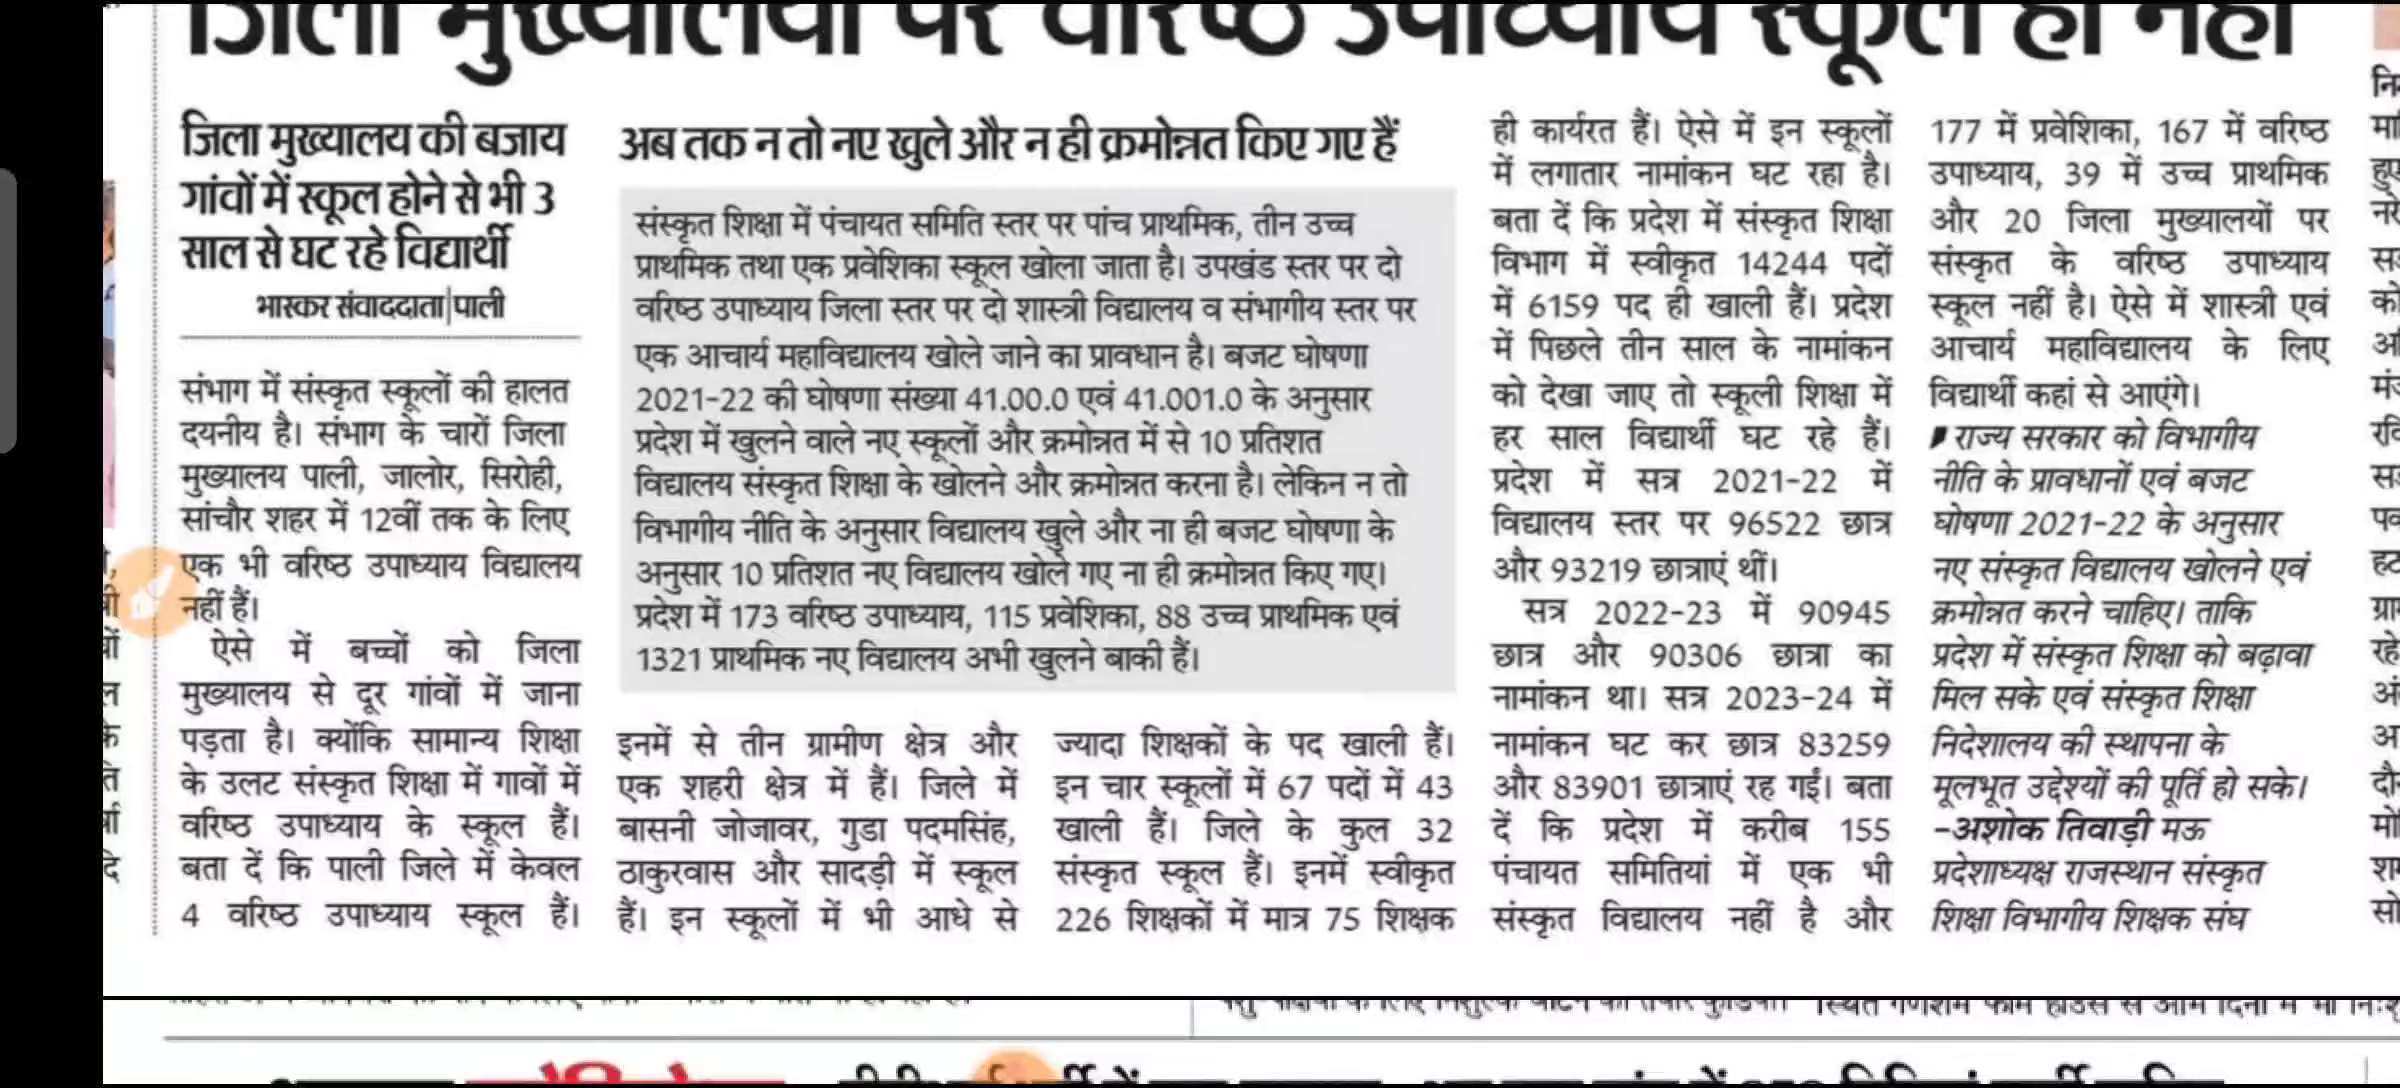 जिला मुख्यालयों पर वरिष्ठ उपाध्याय स्कूल ही नहीं
जिला मुख्यालय की बजाय
गांवों में स्कूल होने से भी 3
साल से घट रहे विद्यार्थी
भास्कर संवाददाता|पाली
संभाग में संस्कृत स्कूलों की हालत
दयनीय है। संभाग के चारों जिला
मुख्यालय पाली, जालोर, सिरोही,
सांचौर शहर में 12वीं तक के लिए
एक भी वरिष्ठ उपाध्याय विद्यालय
नहीं हैं।
ऐसे में बच्चों को जिला
मुख्यालय से दूर गांवों में जाना
पड़ता है। क्योंकि सामान्य शिक्षा
के उलट संस्कृत शिक्षा में गावों में
वरिष्ठ उपाध्याय के स्कूल हैं।
बता दें कि पाली जिले में केवल
4 वरिष्ठ उपाध्याय स्कूल हैं।
अब तक न तो नए खुले और न ही क्रमोन्नत किए गए हैं
संस्कृत शिक्षा में पंचायत समिति स्तर पर पांच प्राथमिक, तीन उच्च
प्राथमिक तथा एक प्रवेशिका स्कूल खोला जाता है। उपखंड स्तर पर दो
वरिष्ठ उपाध्याय जिला स्तर पर दो शास्त्री विद्यालय व संभागीय स्तर पर
एक आचार्य महाविद्यालय खोले जाने का प्रावधान है। बजट घोषणा
2021-22 की घोषणा संख्या 41.00.0 एवं 41.001.0 के अनुसार
प्रदेश में खुलने वाले नए स्कूलों और क्रमोन्नत में से 10 प्रतिशत
विद्यालय संस्कृत शिक्षा के खोलने और क्रमोन्नत करना है। लेकिन न तो
विभागीय नीति के अनुसार विद्यालय खुले और ना ही बजट घोषणा के
अनुसार 10 प्रतिशत नए विद्यालय खोले गए ना ही क्रमोन्नत किए गए।
प्रदेश में 173 वरिष्ठ उपाध्याय, 115 प्रवेशिका, 88 उच्च प्राथमिक एवं
1321 प्राथमिक नए विद्यालय अभी खुलने बाकी हैं।
इनमें से तीन ग्रामीण क्षेत्र और
एक शहरी क्षेत्र में हैं। जिले में
बासनी जोजावर, गुडा पदमसिंह,
ठाकुरवास और सादड़ी में स्कूल
हैं। इन स्कूलों में भी आधे से
ज्यादा शिक्षकों के पद खाली हैं।
इन चार स्कूलों में 67 पदों में 43
खाली हैं। जिले के कुल 32
संस्कृत स्कूल हैं। इनमें स्वीकृत
226 शिक्षकों में मात्र 75 शिक्षक
ही कार्यरत हैं। ऐसे में इन स्कूलों
में लगातार नामांकन घट रहा है।
बता दें कि प्रदेश में संस्कृत शिक्षा
विभाग में स्वीकृत 14244 पदों
में 6159 पद ही खाली हैं। प्रदेश
में पिछले तीन साल के नामांकन
को देखा जाए तो स्कूली शिक्षा में
हर साल विद्यार्थी घट रहे हैं।
प्रदेश में सत्र 2021-22 में
विद्यालय स्तर पर 96522 छात्र
और 93219 छात्राएं थीं।
सत्र 2022-23 में 90945
छात्र और 90306 छात्रा का
नामांकन था। सत्र 2023-24 में
नामांकन घट कर छात्र 83259
और 83901 छात्राएं रह गईं। बता
दें कि प्रदेश में करीब 155
पंचायत समितियां में एक भी
संस्कृत विद्यालय नहीं है और
177 में प्रवेशिका, 167 में वरिष्ठ
उपाध्याय, 39 में उच्च प्राथमिक
और 20 जिला मुख्यालयों पर
संस्कृत के वरिष्ठ उपाध्याय
स्कूल नहीं है। ऐसे में शास्त्री एवं
आचार्य महाविद्यालय के लिए
विद्यार्थी कहां से आएंगे।
राज्य सरकार को विभागीय
नीति के प्रावधानों एवं बजट
घोषणा 2021-22 के अनुसार
नए संस्कृत विद्यालय खोलने एवं
क्रमोन्नत करने चाहिए। ताकि
प्रदेश में संस्कृत शिक्षा को बढ़ावा
मिल सके एवं संस्कृत शिक्षा
निदेशालय की स्थापना के
मूलभूत उद्देश्यों की पूर्ति हो सके।
-अशोक तिवाड़ी मऊ
प्रदेशाध्यक्ष राजस्थान संस्कृत
शिक्षा विभागीय शिक्षक संघ